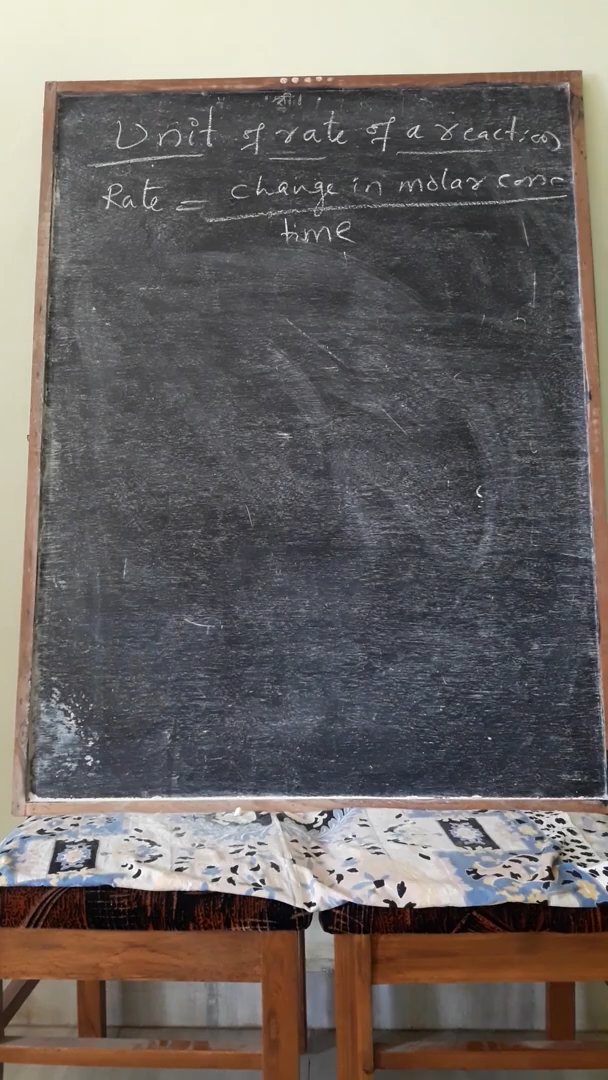 श्री
Unit of rate of a reaction
Rate = change in molar conc
time